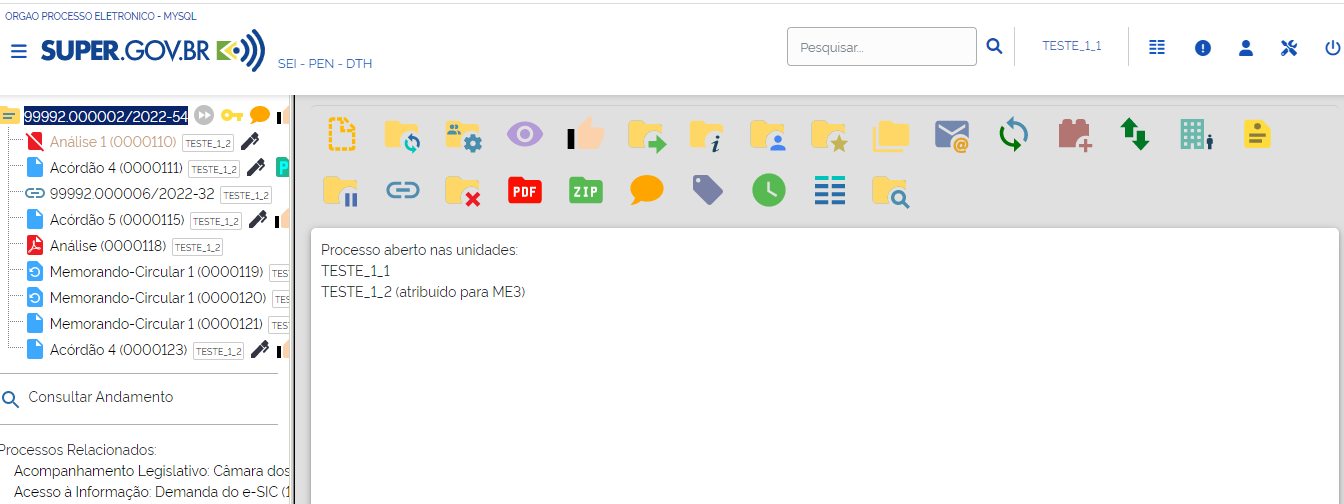 ORGAO PROCESSO ELETRONICO - MYSQL
SUPER.GOV.BR
SEI - PEN - DTH
Pesquisar...
TESTE_1_1
99992.000002/2022-54
Análise 1 (0000110) TESTE_1_2
Acórdão 4 (0000111) TESTE_1_2 P
99992.000006/2022-32 TESTE_1_2
Acórdão 5 (0000115) TESTE_1_2
Análise (0000118) TESTE_1_2
Memorando-Circular 1 (0000119) TES
Memorando-Circular 1 (0000120) TES
Memorando-Circular 1 (0000121) TES
Acórdão 4 (0000123) TESTE_1_2
Consultar Andamento
Processos Relacionados:
Acompanhamento Legislativo: Câmara dos
Acesso à Informação: Demanda do e-SIC (1
i
PDF
ZIP
Processo aberto nas unidades:
TESTE_1_1
TESTE_1_2 (atribuído para ME3)